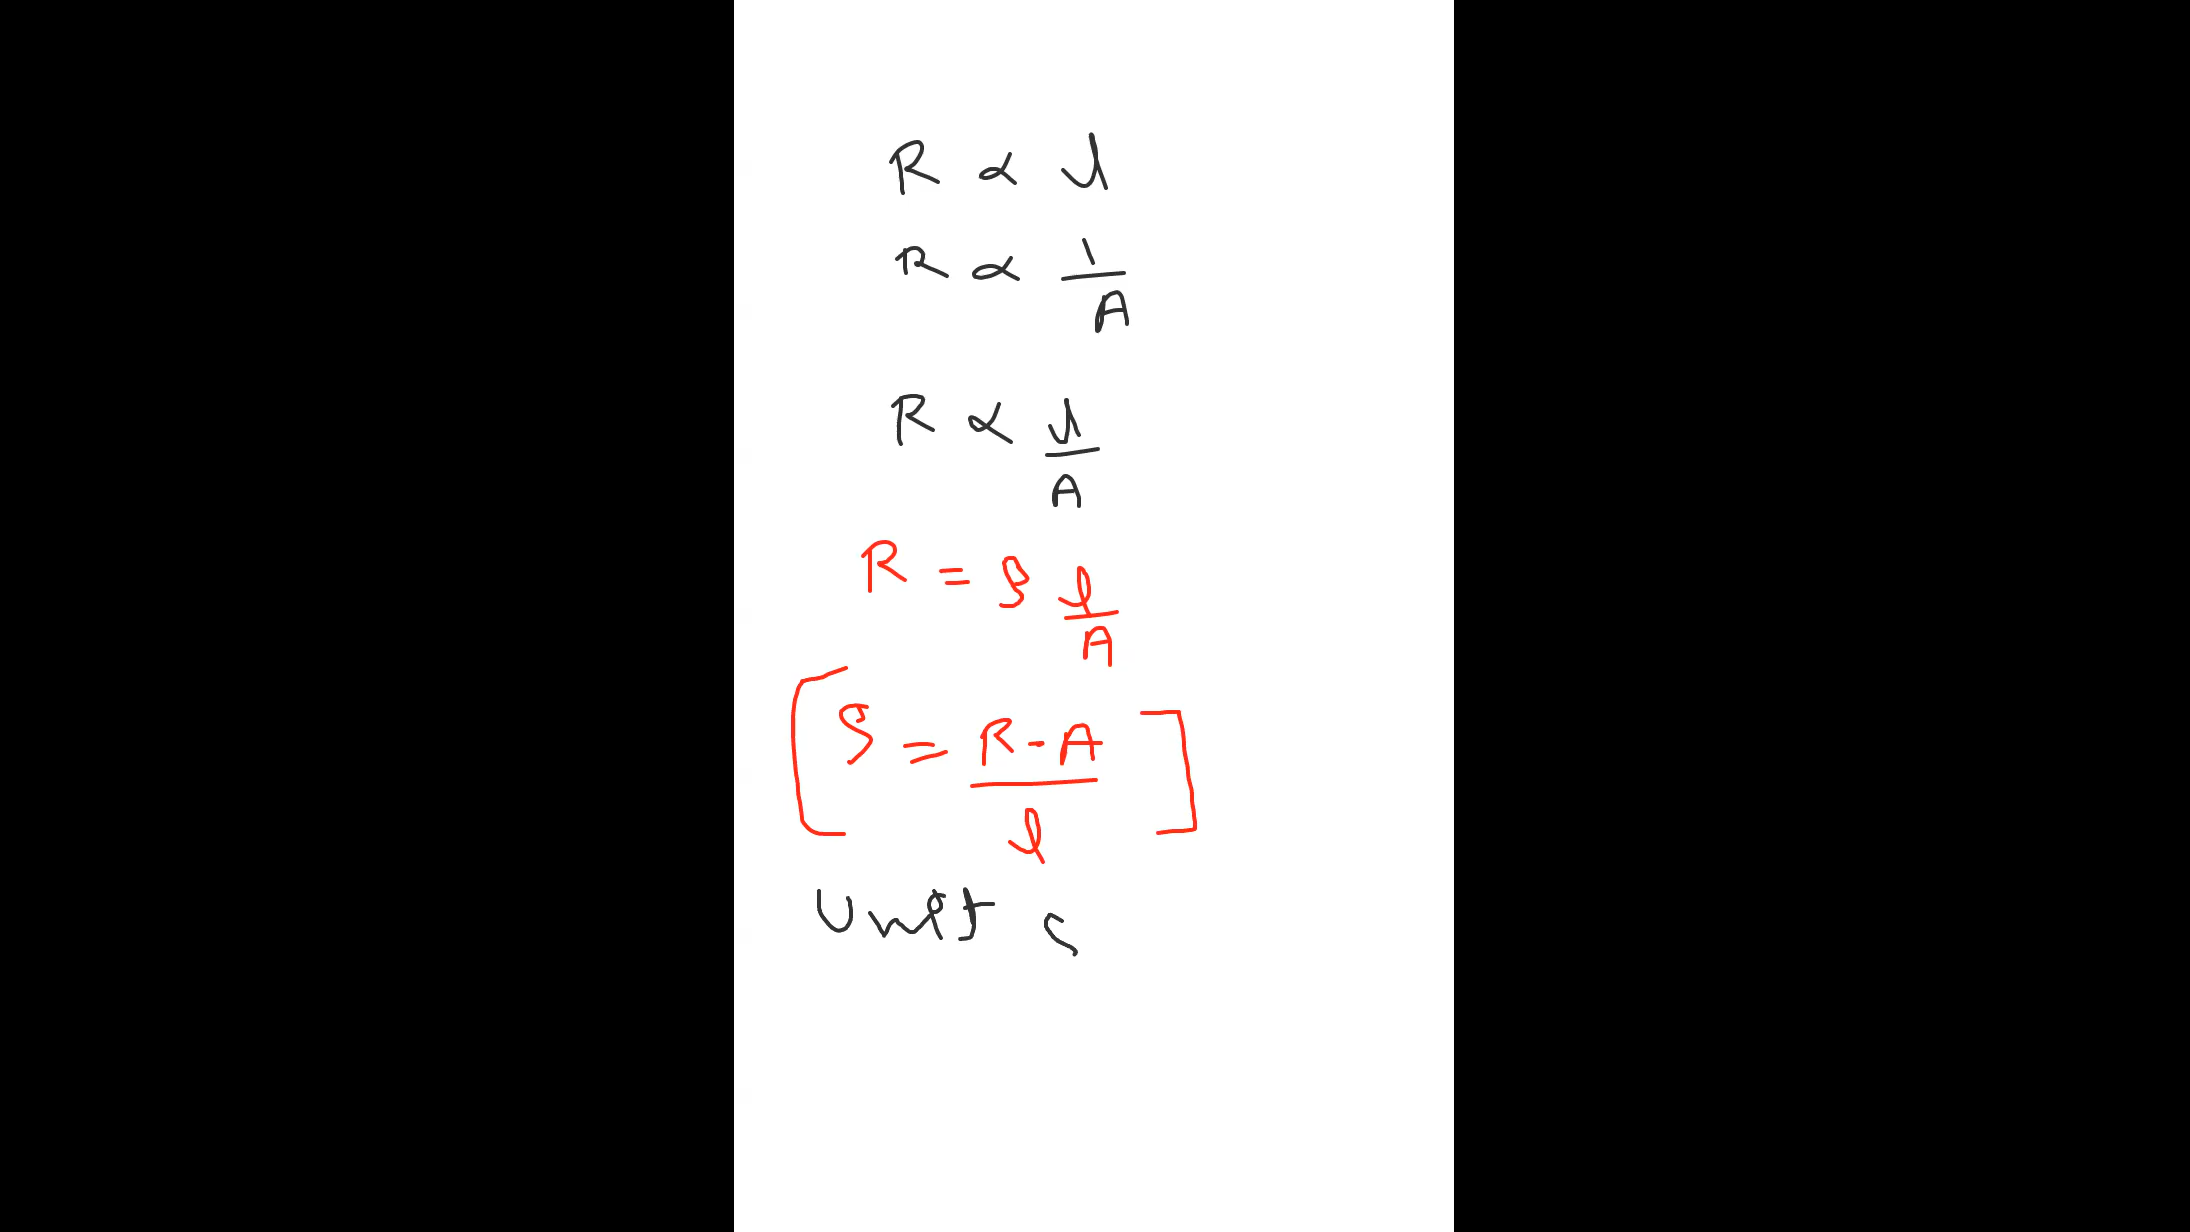 R ∝ l
R ∝ 1/A
R ∝ l/A
R = ρ l/A
[ρ = R - A / l]
Unit